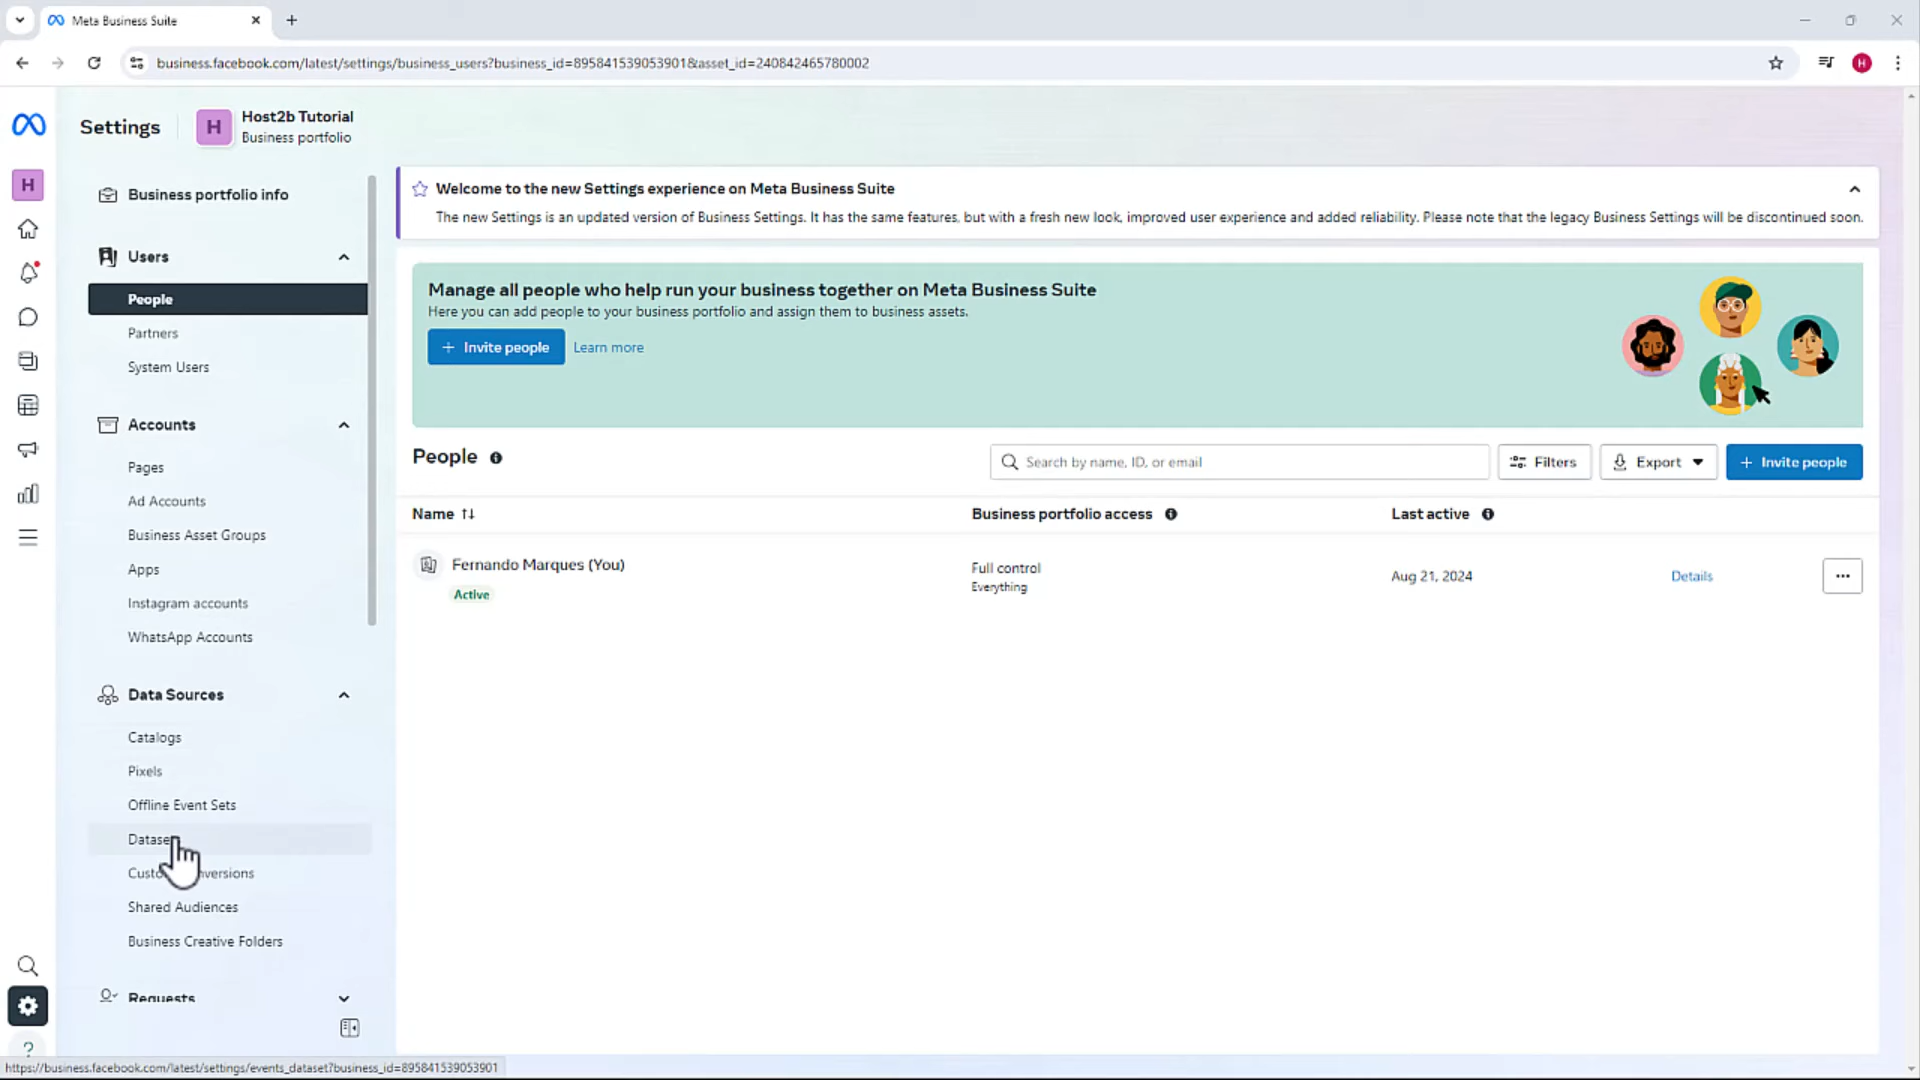 Meta Business Suite
business.facebook.com/latest/settings/business_users?business_id=895841539053901&asset_id=240842465780002
H
Settings
H
Host2b Tutorial
Business portfolio
H
Business portfolio info
Users
People
Partners
System Users
Accounts
Pages
Ad Accounts
Business Asset Groups
Apps
Instagram accounts
WhatsApp Accounts
Data Sources
Catalogs
Pixels
Offline Event Sets
Shared Audiences
Business Creative Folders
Requests
Welcome to the new Settings experience on Meta Business Suite
The new Settings is an updated version of Business Settings. It has the same features, but with a fresh new look, improved user experience and added reliability. Please note that the legacy Business Settings will be discontinued soon.
Manage all people who help run your business together on Meta Business Suite
Here you can add people to your business portfolio and assign them to business assets.
+ Invite people Learn more
People
Search by name, ID, or email
Filters
Export
+ Invite people
Name
Business portfolio access
Last active
Fernando Marques (You)
Active
Full control
Everything
Aug 21, 2024
Details
?
https://business.facebook.com/latest/settings/events_dataset?business_id=895841539053901